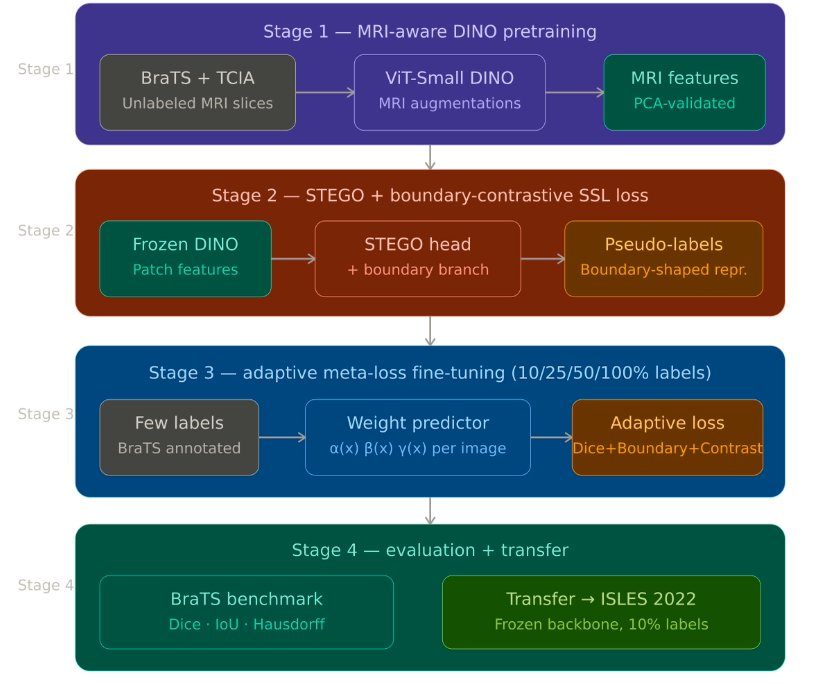 Stage 1 — MRI-aware DINO pretraining
Stage 1
BraTS + TCIA
Unlabeled MRI slices
ViT-Small DINO
MRI augmentations
MRI features
PCA-validated
Stage 2 — STEGO + boundary-contrastive SSL loss
Stage 2
Frozen DINO
Patch features
STEGO head
+ boundary branch
Pseudo-labels
Boundary-shaped repr.
Stage 3 — adaptive meta-loss fine-tuning (10/25/50/100% labels)
Stage 3
Few labels
BraTS annotated
Weight predictor
α(x) β(x) γ(x) per image
Adaptive loss
Dice+Boundary+Contrast
Stage 4 — evaluation + transfer
Stage 4
BraTS benchmark
Dice · IoU · Hausdorff
Transfer → ISLES 2022
Frozen backbone, 10% labels